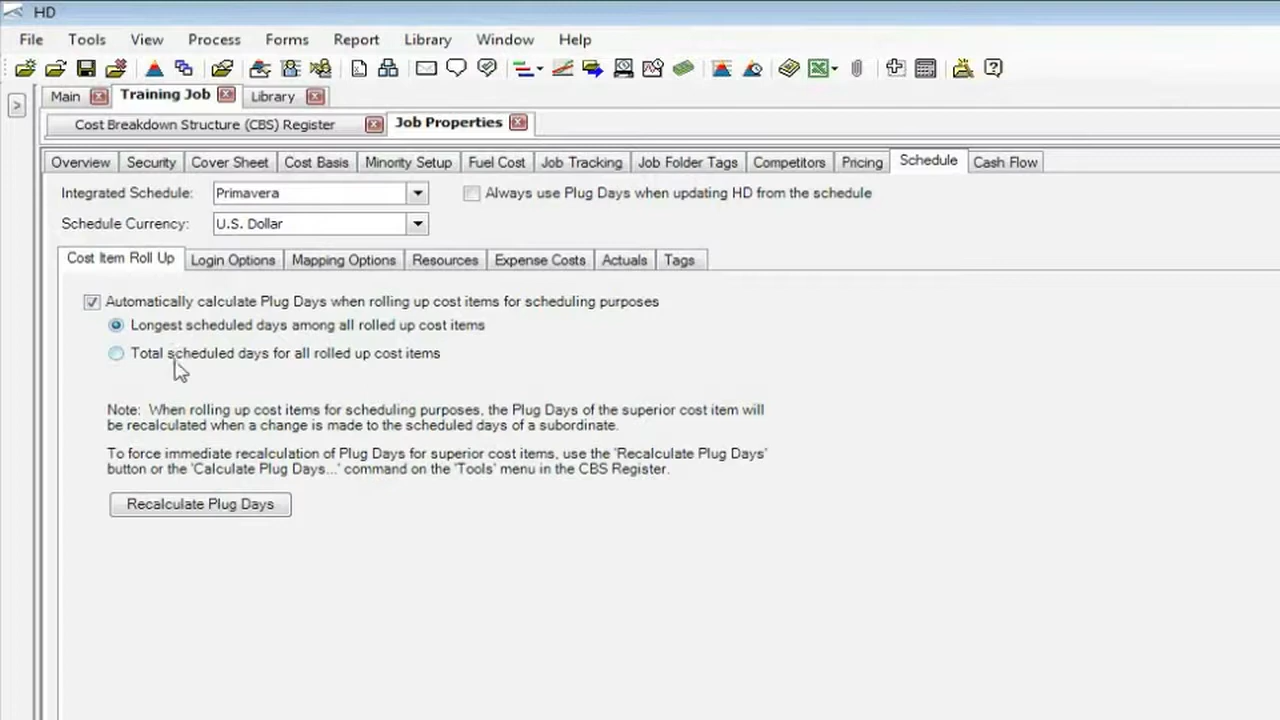 HD
File Tools View Process Forms Report Library Window Help
>
Main Training Job Library
Cost Breakdown Structure (CBS) Register Job Properties
Overview Security Cover Sheet Cost Basis Minority Setup Fuel Cost Job Tracking Job Folder Tags Competitors Pricing Schedule Cash Flow
Integrated Schedule: Primavera Always use Plug Days when updating HD from the schedule
Schedule Currency: U.S. Dollar
Cost Item Roll Up Login Options Mapping Options Resources Expense Costs Actuals Tags
Automatically calculate Plug Days when rolling up cost items for scheduling purposes
Longest scheduled days among all rolled up cost items
Total scheduled days for all rolled up cost items
Note: When rolling up cost items for scheduling purposes, the Plug Days of the superior cost item will
be recalculated when a change is made to the scheduled days of a subordinate.
To force immediate recalculation of Plug Days for superior cost items, use the 'Recalculate Plug Days'
button or the 'Calculate Plug Days...' command on the 'Tools' menu in the CBS Register.
Recalculate Plug Days